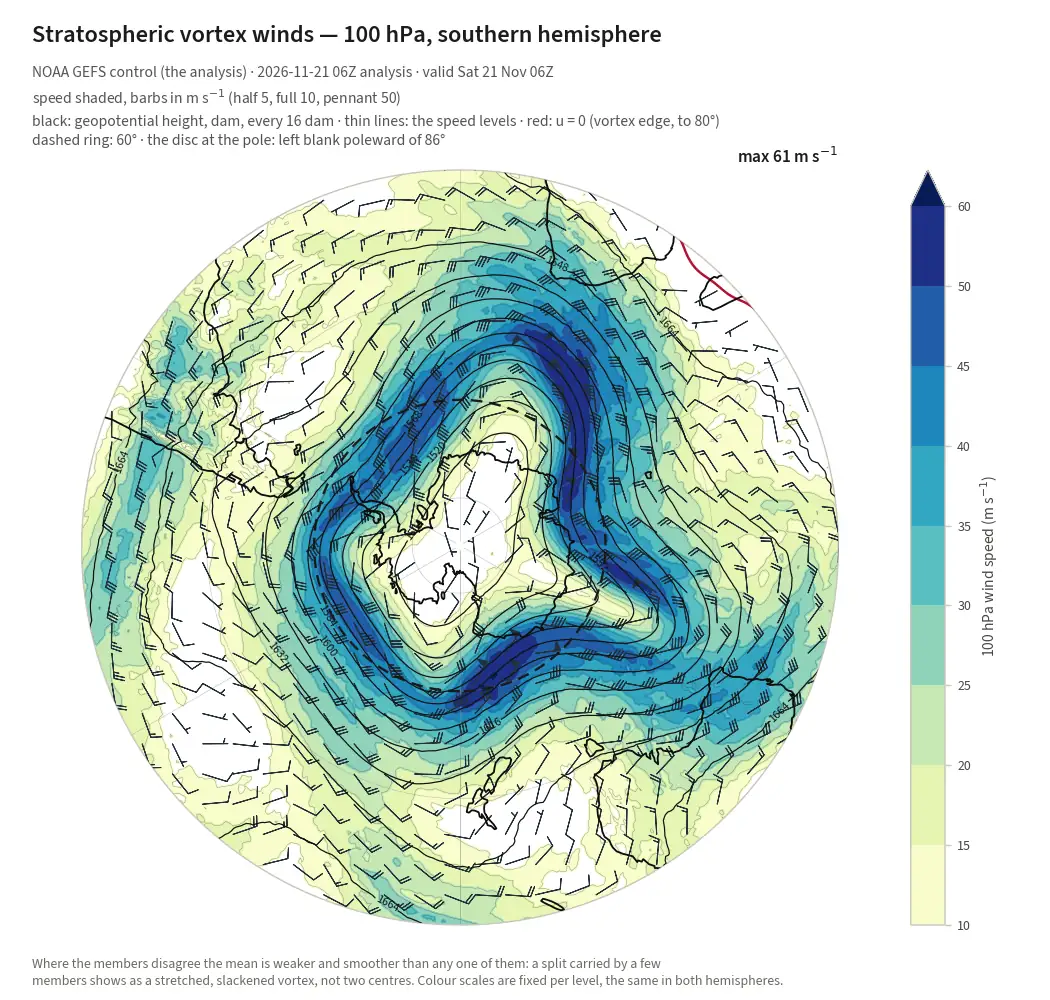 Stratospheric vortex winds — 100 hPa, southern hemisphere
NOAA GEFS control (the analysis) · 2026-11-21 06Z analysis · valid Sat 21 Nov 06Z
speed shaded, barbs in m s⁻¹ (half 5, full 10, pennant 50)
black: geopotential height, dam, every 16 dam · thin lines: the speed levels · red: u = 0 (vortex edge, to 80°)
dashed ring: 60° · the disc at the pole: left blank poleward of 86°
max 61 m s⁻¹
60
50
45
40
35
30
25
20
15
10
100 hPa wind speed (m s⁻¹)
1648
1664
1664
1520
1600
1632
1616
1664
1664
Where the members disagree the mean is weaker and smoother than any one of them: a split carried by a few
members shows as a stretched, slackened vortex, not two centres. Colour scales are fixed per level, the same in both hemispheres.